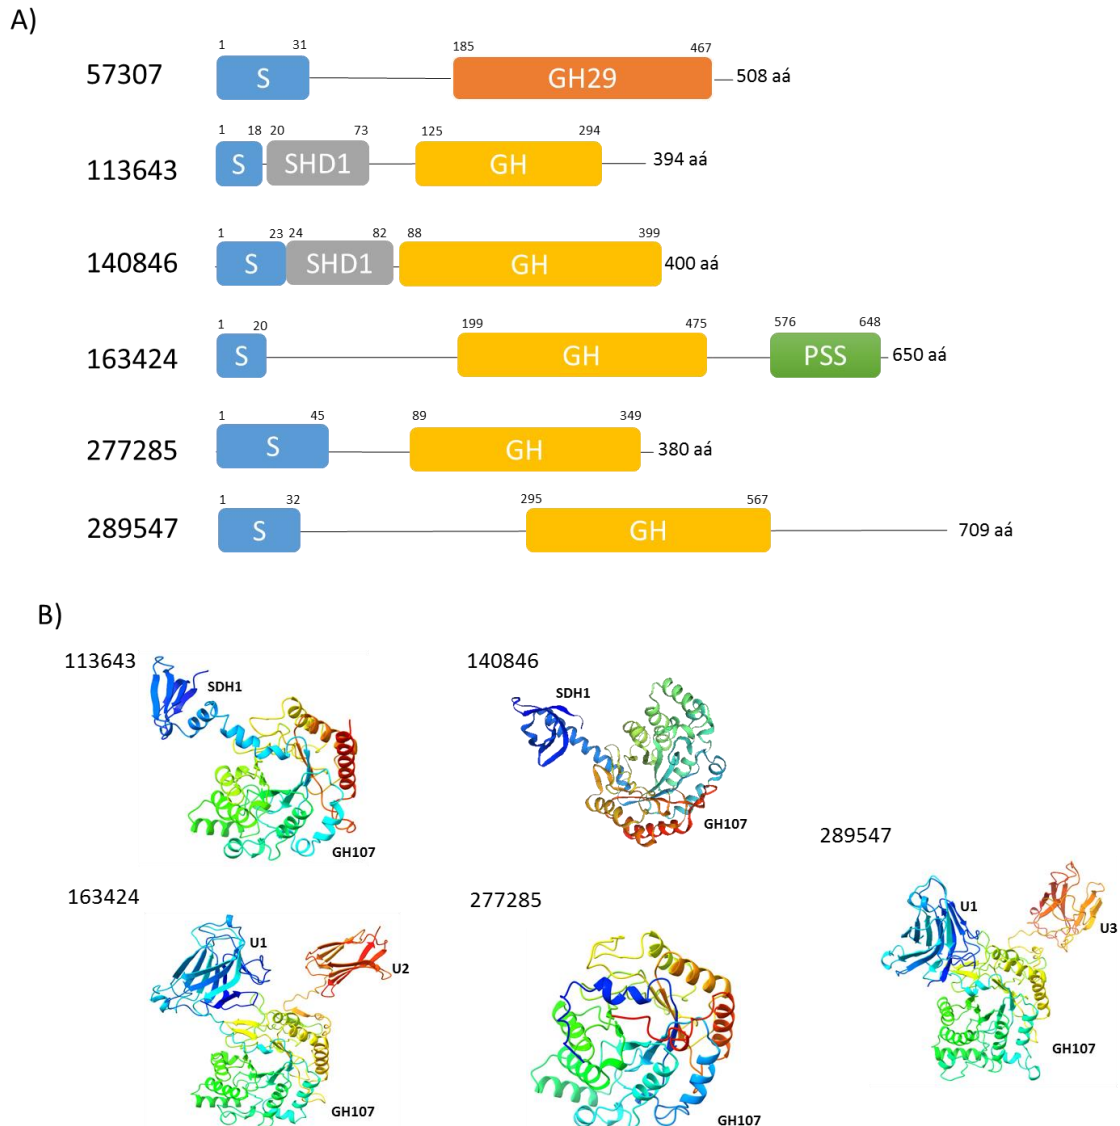 A)
57307
1 31 185 467
S GH29 508 aá
113643
1 18 20 73 125 294
S SHD1 GH 394 aá
140846
1 23 24 82 88 399
S SHD1 GH 400 aá
163424
1 20 199 475 576 648
S GH PSS 650 aá
277285
1 45 89 349
S GH 380 aá
289547
1 32 295 567
S GH 709 aá
B)
113643
SDH1
GH107
140846
SDH1
GH107
163424
U1
U2
GH107
277285
GH107
289547
U1
U3
GH107